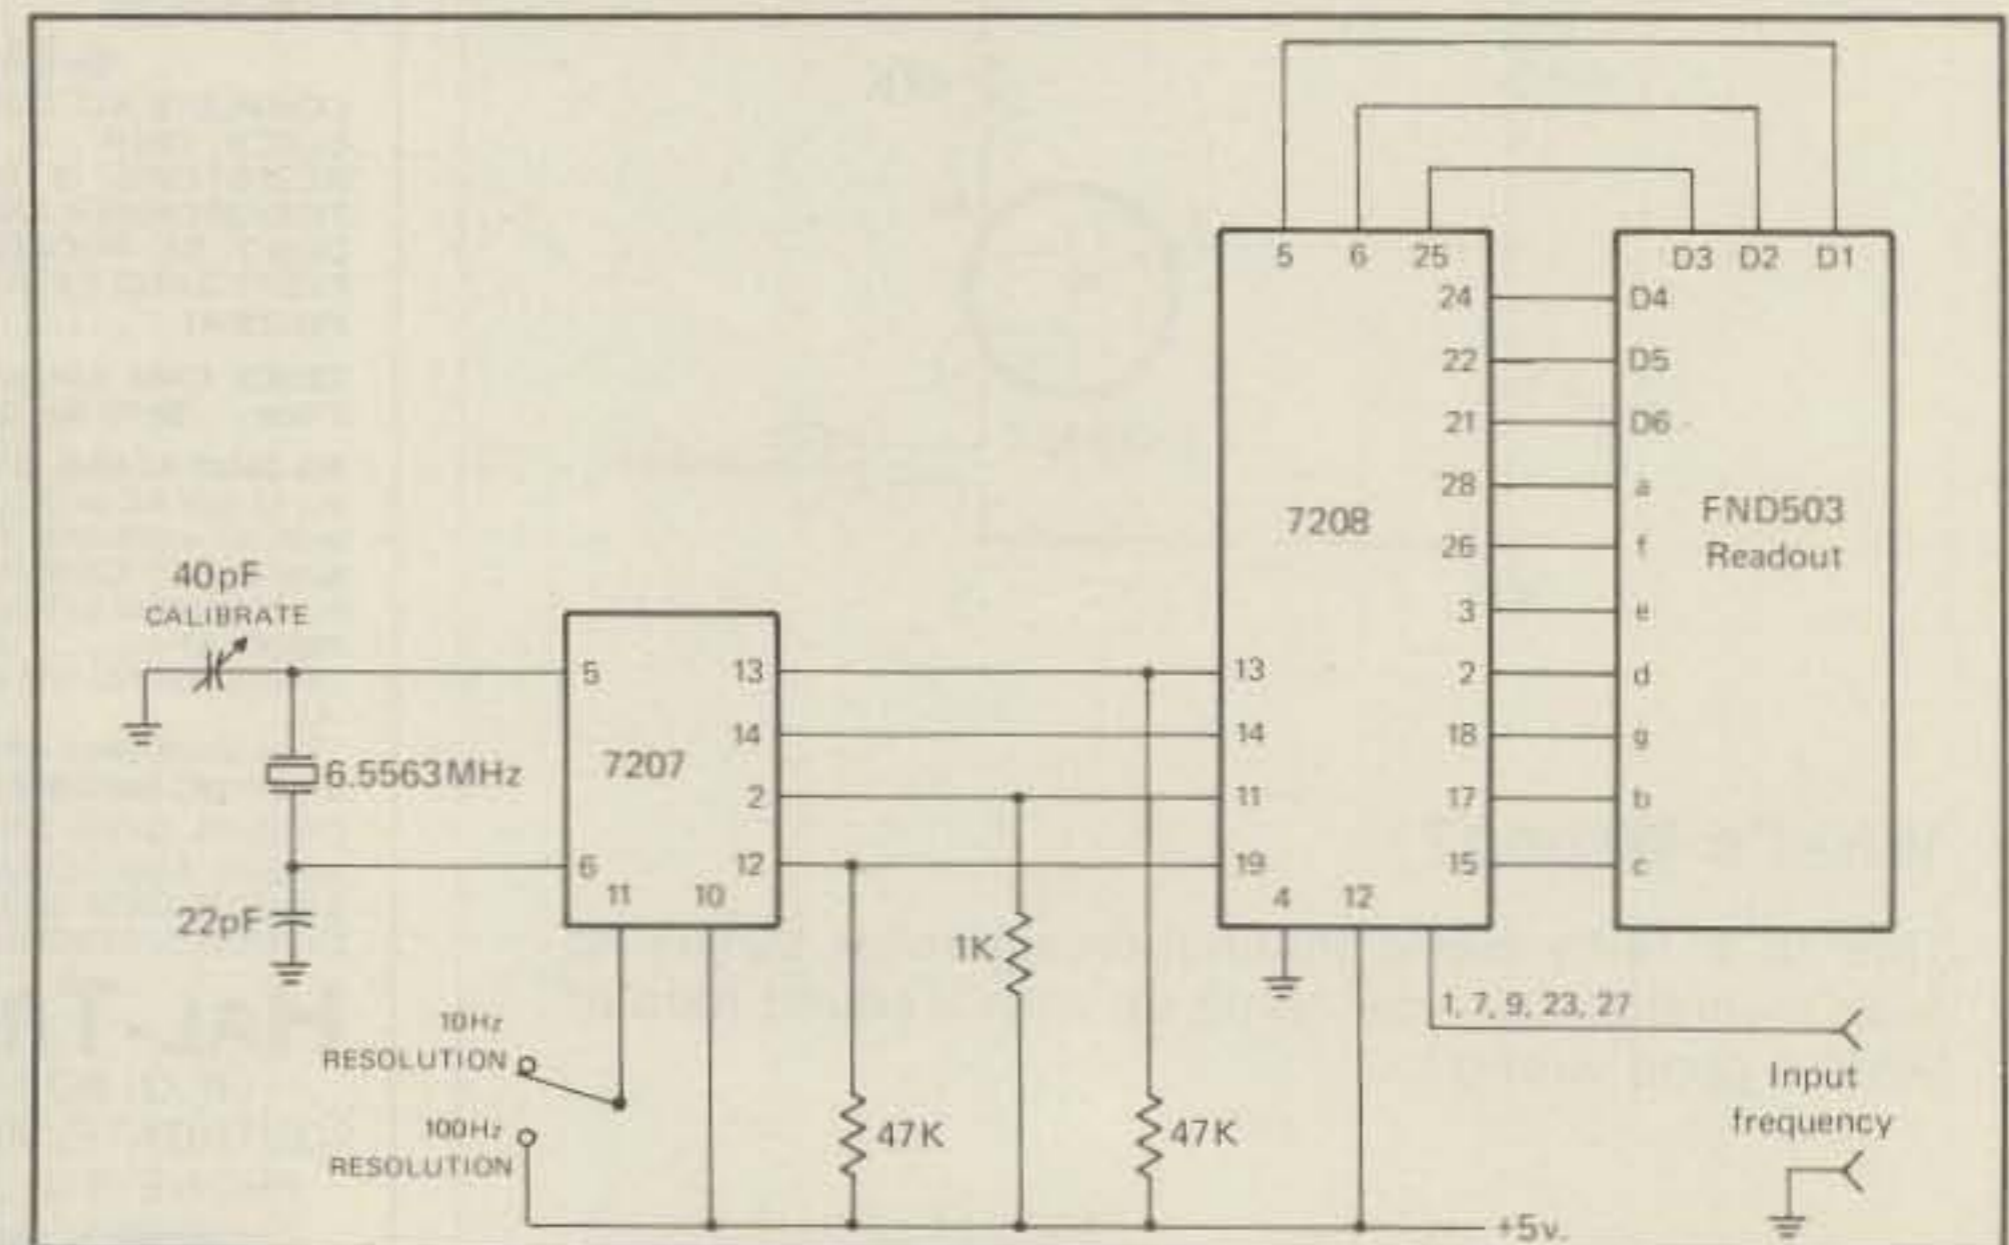 5 6 25
D3 D2 D1
24 D4
22 D5
21 D6
28 a
7208
FND503
Readout
26 f
3 e
40pF
CALIBRATE
5 13 13 2 d
14 14 18 g
6.5563MHz
7207
2 11 17 b
6 12 19 15 c
11 10 4 12
22pF
1K
1, 7, 9, 23, 27
10Hz
RESOLUTION
Input
frequency
100Hz
RESOLUTION
47K
47K
+5v.
HAL-T